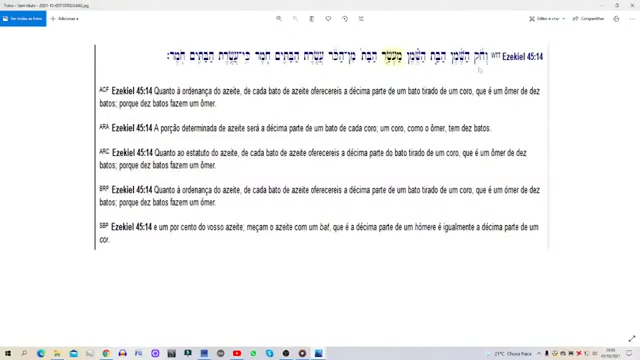 Fotos - Sem título - 2021-10-05T195903494.jpg
Ver todas as fotos
Adicionar a
Editar e criar
Compartilhar
WTT Ezekiel 45:14 וְחֹ֣ק הַשֶּׁ֗מֶן הַבַּ֣ת הַשֶּׁ֔מֶן מַעְשַׂ֤ר הַבַּת֙ מִן־הַכֹּ֔ר עֲשֶׂ֥רֶת הַבַּתִּ֖ים חֹ֑מֶר כִּי־עֲשֶׂ֥רֶת הַבַּתִּ֖ים חֹֽמֶר׃
ACF Ezekiel 45:14 Quanto à ordenança do azeite, de cada bato de azeite oferecereis a décima parte de um bato tirado de um coro, que é um ômer de dez
batos; porque dez batos fazem um ômer.
ARA Ezekiel 45:14 A porção determinada de azeite será a décima parte de um bato de cada coro; um coro, como o ômer, tem dez batos.
ARC Ezekiel 45:14 Quanto ao estatuto do azeite, de cada bato de azeite oferecereis a décima parte do bato tirado de um coro, que é um ômer de dez
batos; porque dez batos fazem um ômer.
BRP Ezekiel 45:14 Quanto à ordenança do azeite, de cada bato de azeite oferecereis a décima parte de um bato tirado de um coro, que é um ômer de dez
batos; porque dez batos fazem um ômer.
SBP Ezekiel 45:14 e um por cento do vosso azeite; meçam o azeite com um bat, que é a décima parte de um hómere é igualmente a décima parte de um
cor.
21°C Chuva fraca